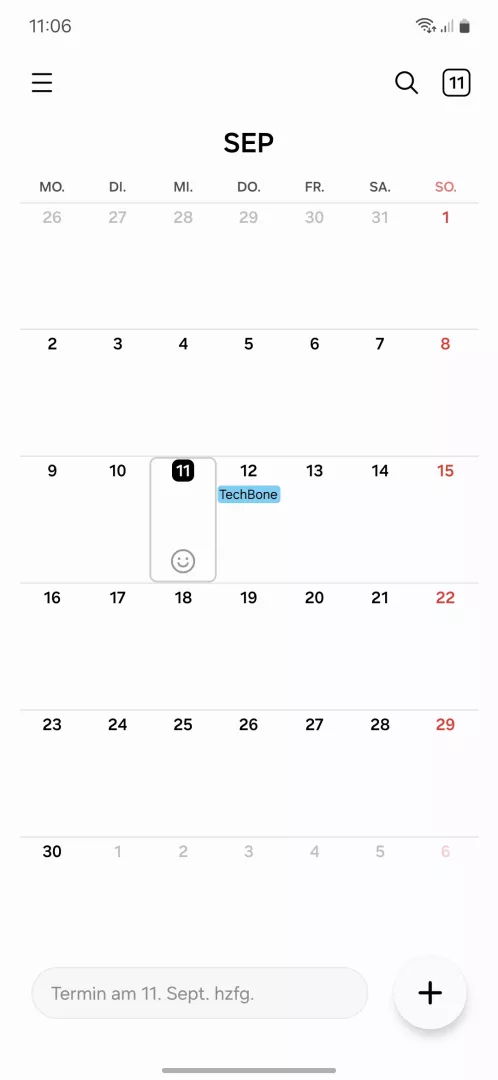 11:06
11
SEP
MO. DI. MI. DO. FR. SA. SO.
26 27 28 29 30 31 1
2 3 4 5 6 7 8
9 10 11 12 13 14 15
TechBone
16 17 18 19 20 21 22
23 24 25 26 27 28 29
30 1 2 3 4 5 6
Termin am 11. Sept. hzfg.